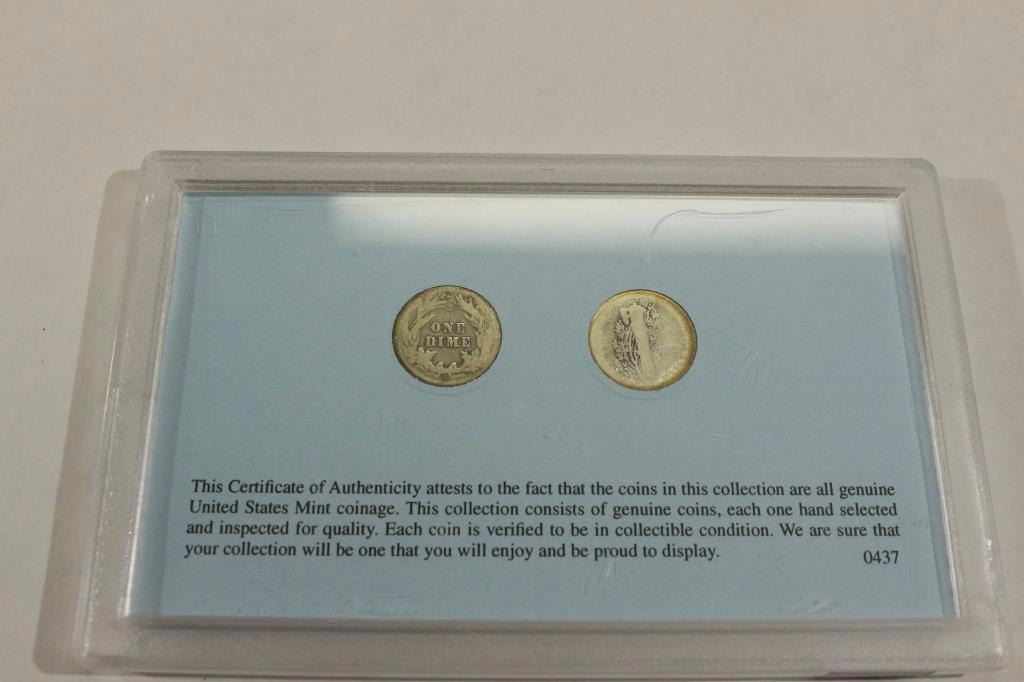 ONE
DIME
This Certificate of Authenticity attests to the fact that the coins in this collection are all genuine
United States Mint coinage. This collection consists of genuine coins, each one hand selected
and inspected for quality. Each coin is verified to be in collectible condition. We are sure that
your collection will be one that you will enjoy and be proud to display.
0437